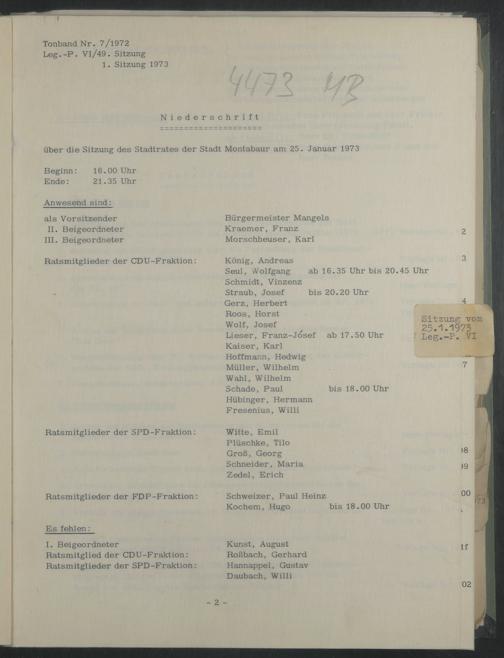 Tonband Nr. 7/1972
Leg.-P. VI/49. Sitzung
1. Sitzung 1973
4473 MB
Niederschrift
=====================
über die Sitzung des Stadtrates der Stadt Montabaur am 25. Januar 1973
Beginn: 16.00 Uhr
Ende: 21.35 Uhr
Anwesend sind:
als Vorsitzender Bürgermeister Mangels
II. Beigeordneter Kraemer, Franz
III. Beigeordneter Morschheuser, Karl
2
Ratsmitglieder der CDU-Fraktion: König, Andreas
3
Seul, Wolfgang ab 16.35 Uhr bis 20.45 Uhr
Schmidt, Vinzenz
Straub, Josef bis 20.20 Uhr
Gerz, Herbert
4
Roos, Horst
Wolf, Josef
Lieser, Franz-Josef ab 17.50 Uhr
Kaiser, Karl
Hoffmann, Hedwig
Müller, Wilhelm
7
Wahl, Wilhelm
Schade, Paul bis 18.00 Uhr
Hübinger, Hermann
Fresenius, Willi
Sitzung vom
25.1.1973
Leg.-P. VI
Ratsmitglieder der SPD-Fraktion: Witte, Emil
Plüschke, Tilo
Groß, Georg
Schneider, Maria
Zedel, Erich
Ratsmitglieder der FDP-Fraktion: Schweizer, Paul Heinz
00
Kochem, Hugo bis 18.00 Uhr
Es fehlen:
I. Beigeordneter Kunst, August
Ratsmitglied der CDU-Fraktion: Roßbach, Gerhard
Ratsmitglieder der SPD-Fraktion: Hannappel, Gustav
Daubach, Willi
02
- 2 -